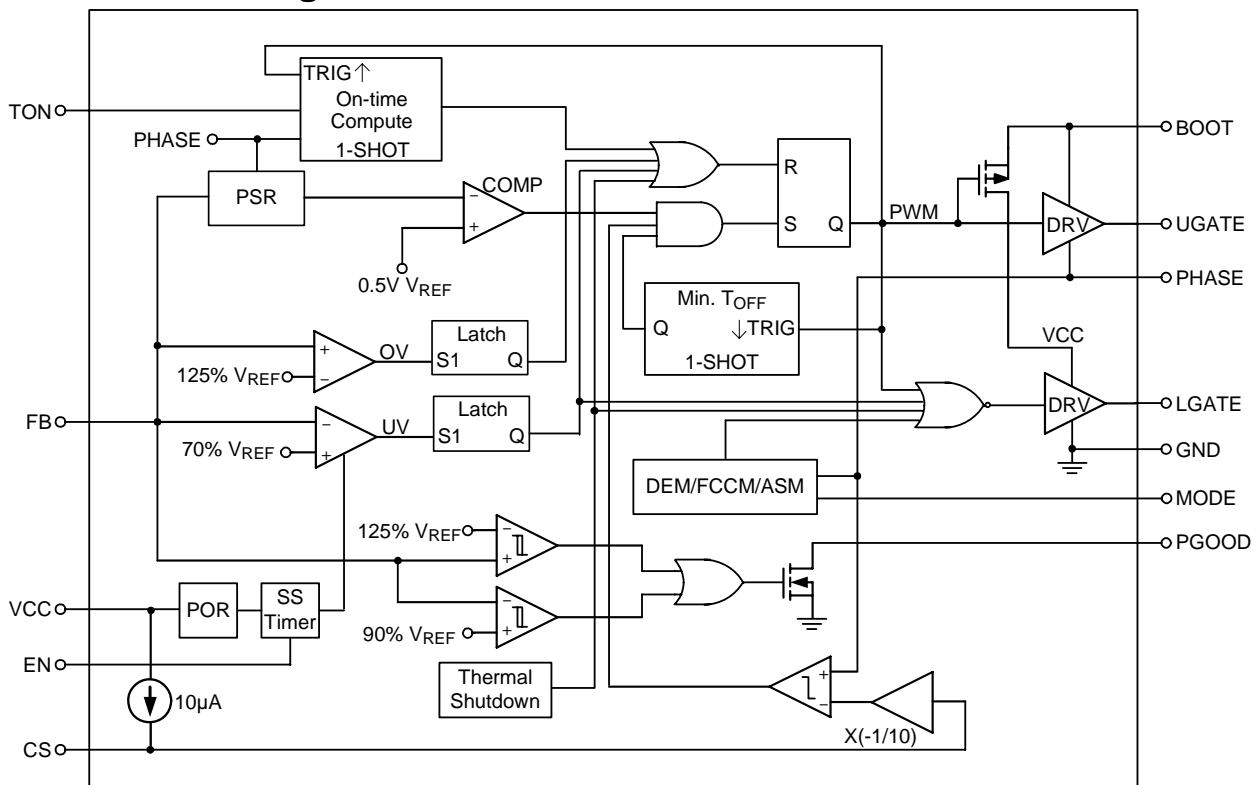 TRIG↑
On-time
Compute
1-SHOT
TON
PHASE
PSR
COMP
−
+
0.5V VREF
R
S
Q
PWM
BOOT
DRV
UGATE
PHASE
Min. TOFF
Q
↓TRIG
1-SHOT
VCC
+
−
OV
125% VREF
Latch
S1
Q
FB
−
+
UV
70% VREF
Latch
S1
Q
DRV
LGATE
GND
DEM/FCCM/ASM
MODE
125% VREF
−
+
PGOOD
−
+
90% VREF
VCC
POR
SS
Timer
EN
10µA
Thermal
Shutdown
+
−
X(-1/10)
CS